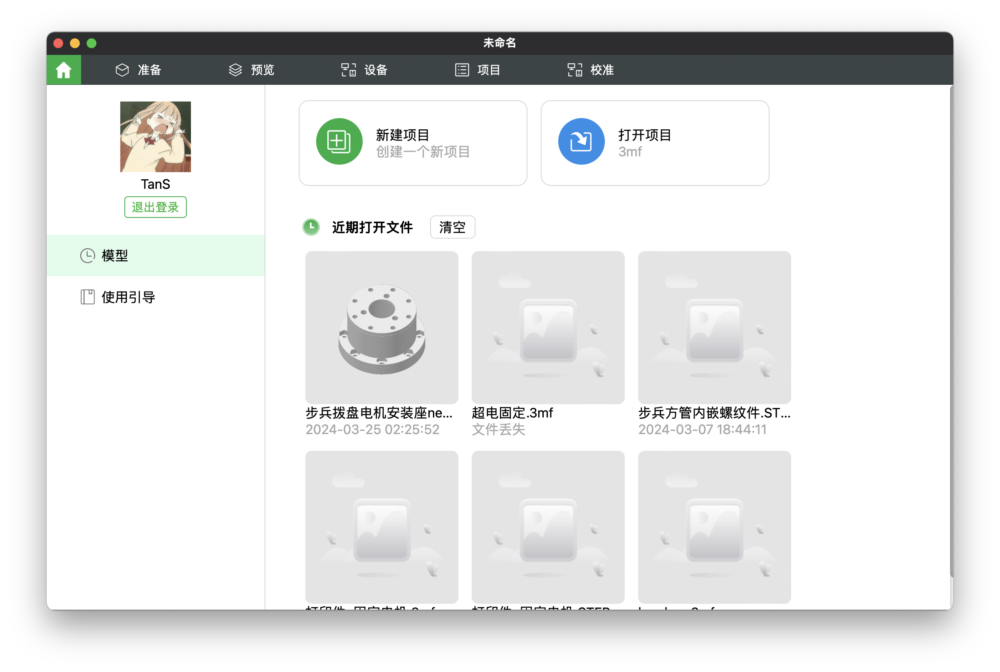 未命名
准备
预览
设备
项目
校准
TanS
退出登录
模型
使用引导
新建项目
创建一个新项目
打开项目
3mf
近期打开文件
清空
步兵拨盘电机安装座ne...
2024-03-25 02:25:52
超电固定.3mf
文件丢失
步兵方管内嵌螺纹件.ST...
2024-03-07 18:44:11